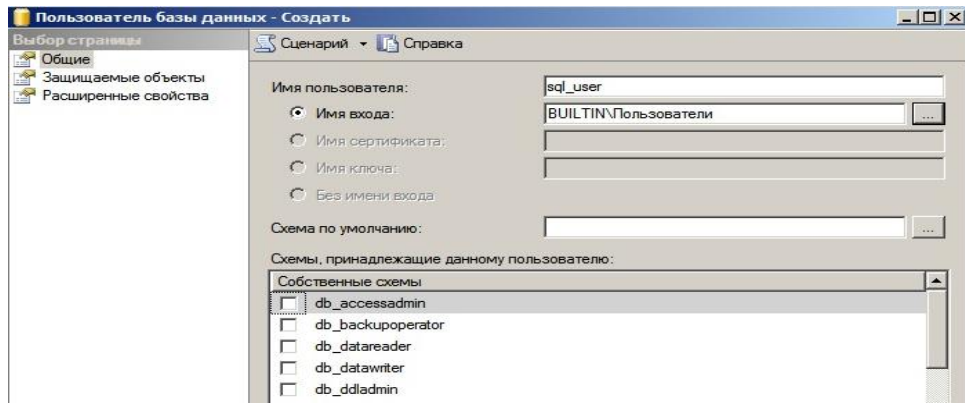 Пользователь базы данных - Создать
Выбор страницы
Общие
Защищаемые объекты
Расширенные свойства
Сценарий
Справка
Имя пользователя:
sql_user
Имя входа:
BUILTIN\Пользователи
...
Имя сертификата:
Имя ключа:
Без имени входа
Схема по умолчанию:
...
Схемы, принадлежащие данному пользователю:
Собственные схемы
db_accessadmin
db_backupoperator
db_datareader
db_datawriter
db_ddladmin